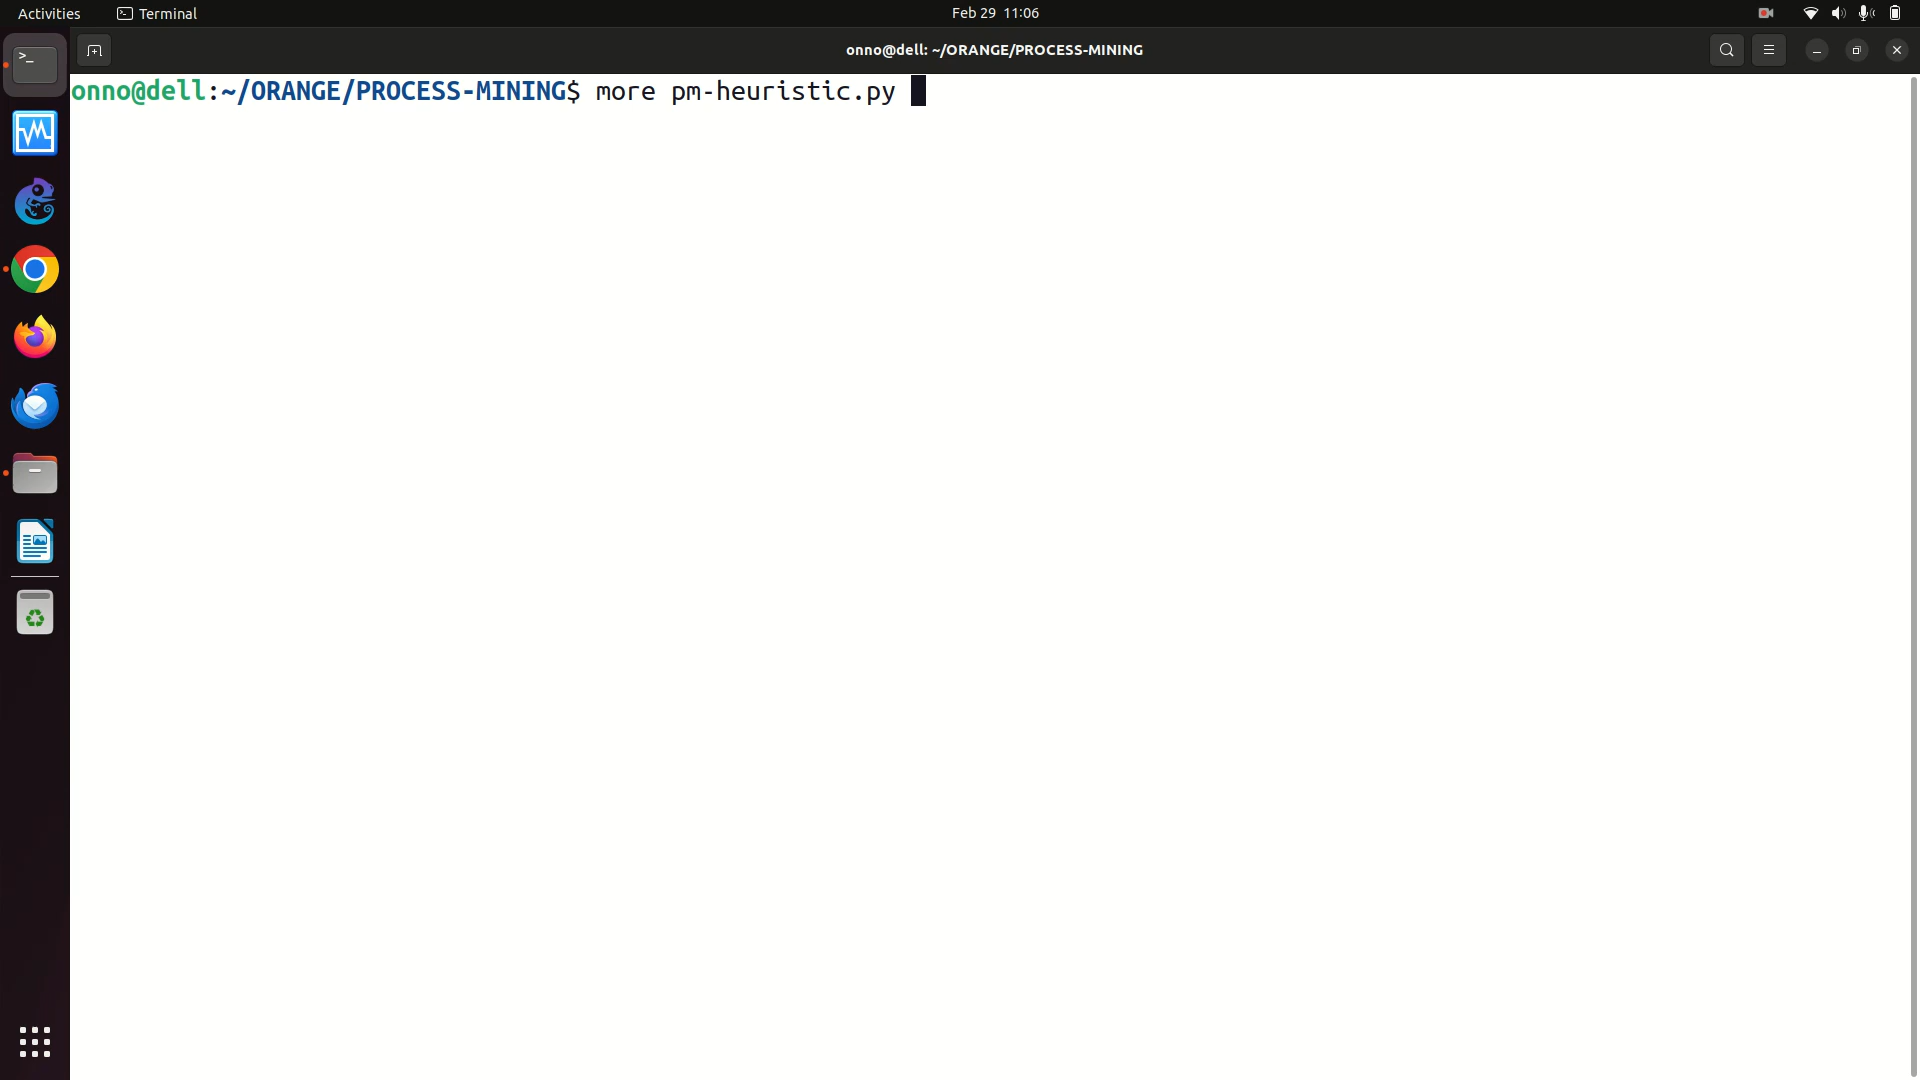 Activities
Terminal
Feb 29 11:06
onno@dell: ~/ORANGE/PROCESS-MINING
onno@dell:~/ORANGE/PROCESS-MINING$ more pm-heuristic.py